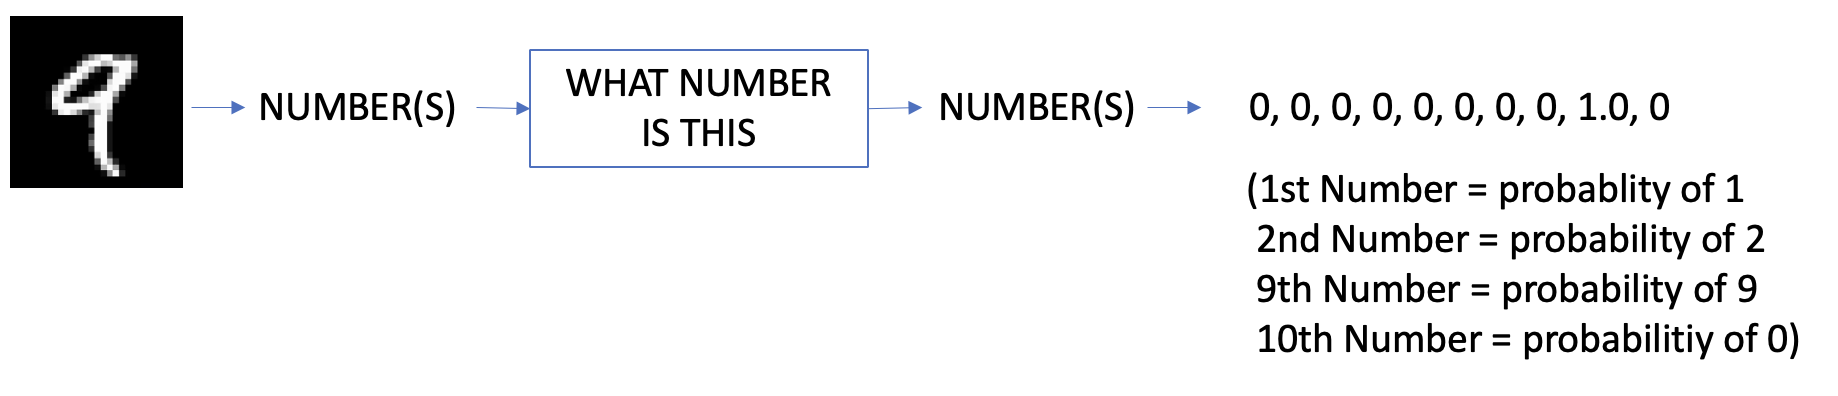 NUMBER(S)
WHAT NUMBER
IS THIS
NUMBER(S)
0, 0, 0, 0, 0, 0, 0, 0, 1.0, 0
(1st Number = probablity of 1
2nd Number = probability of 2
9th Number = probability of 9
10th Number = probabilitiy of 0)
9